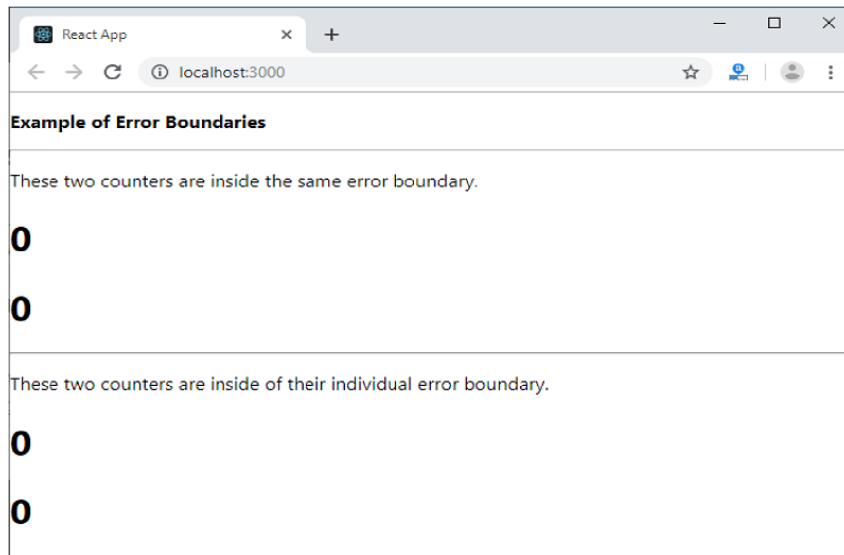 React App
localhost:3000
Example of Error Boundaries
These two counters are inside the same error boundary.
0
0
These two counters are inside of their individual error boundary.
0
0